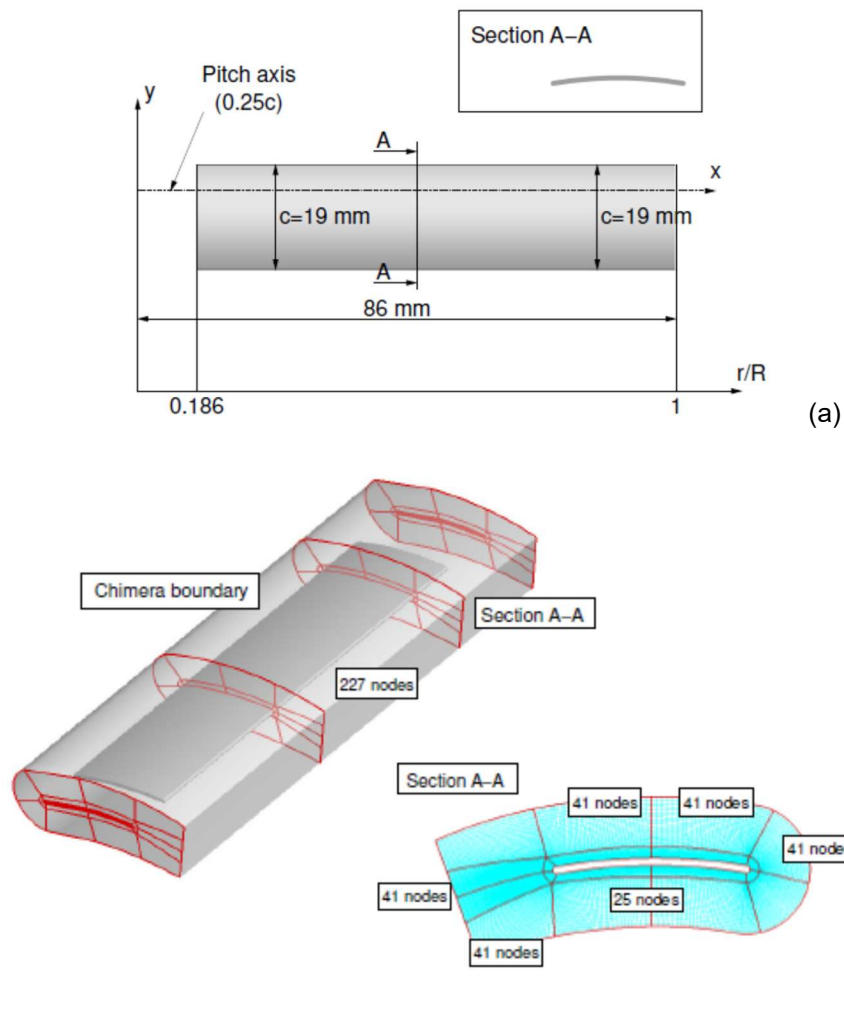 Section A–A
Pitch axis
(0.25c)
y
A
x
c=19 mm
c=19 mm
A
86 mm
r/R
0.186
1
(a)
Chimera boundary
Section A–A
227 nodes
Section A–A
41 nodes
41 nodes
41 node
41 nodes
25 nodes
41 nodes